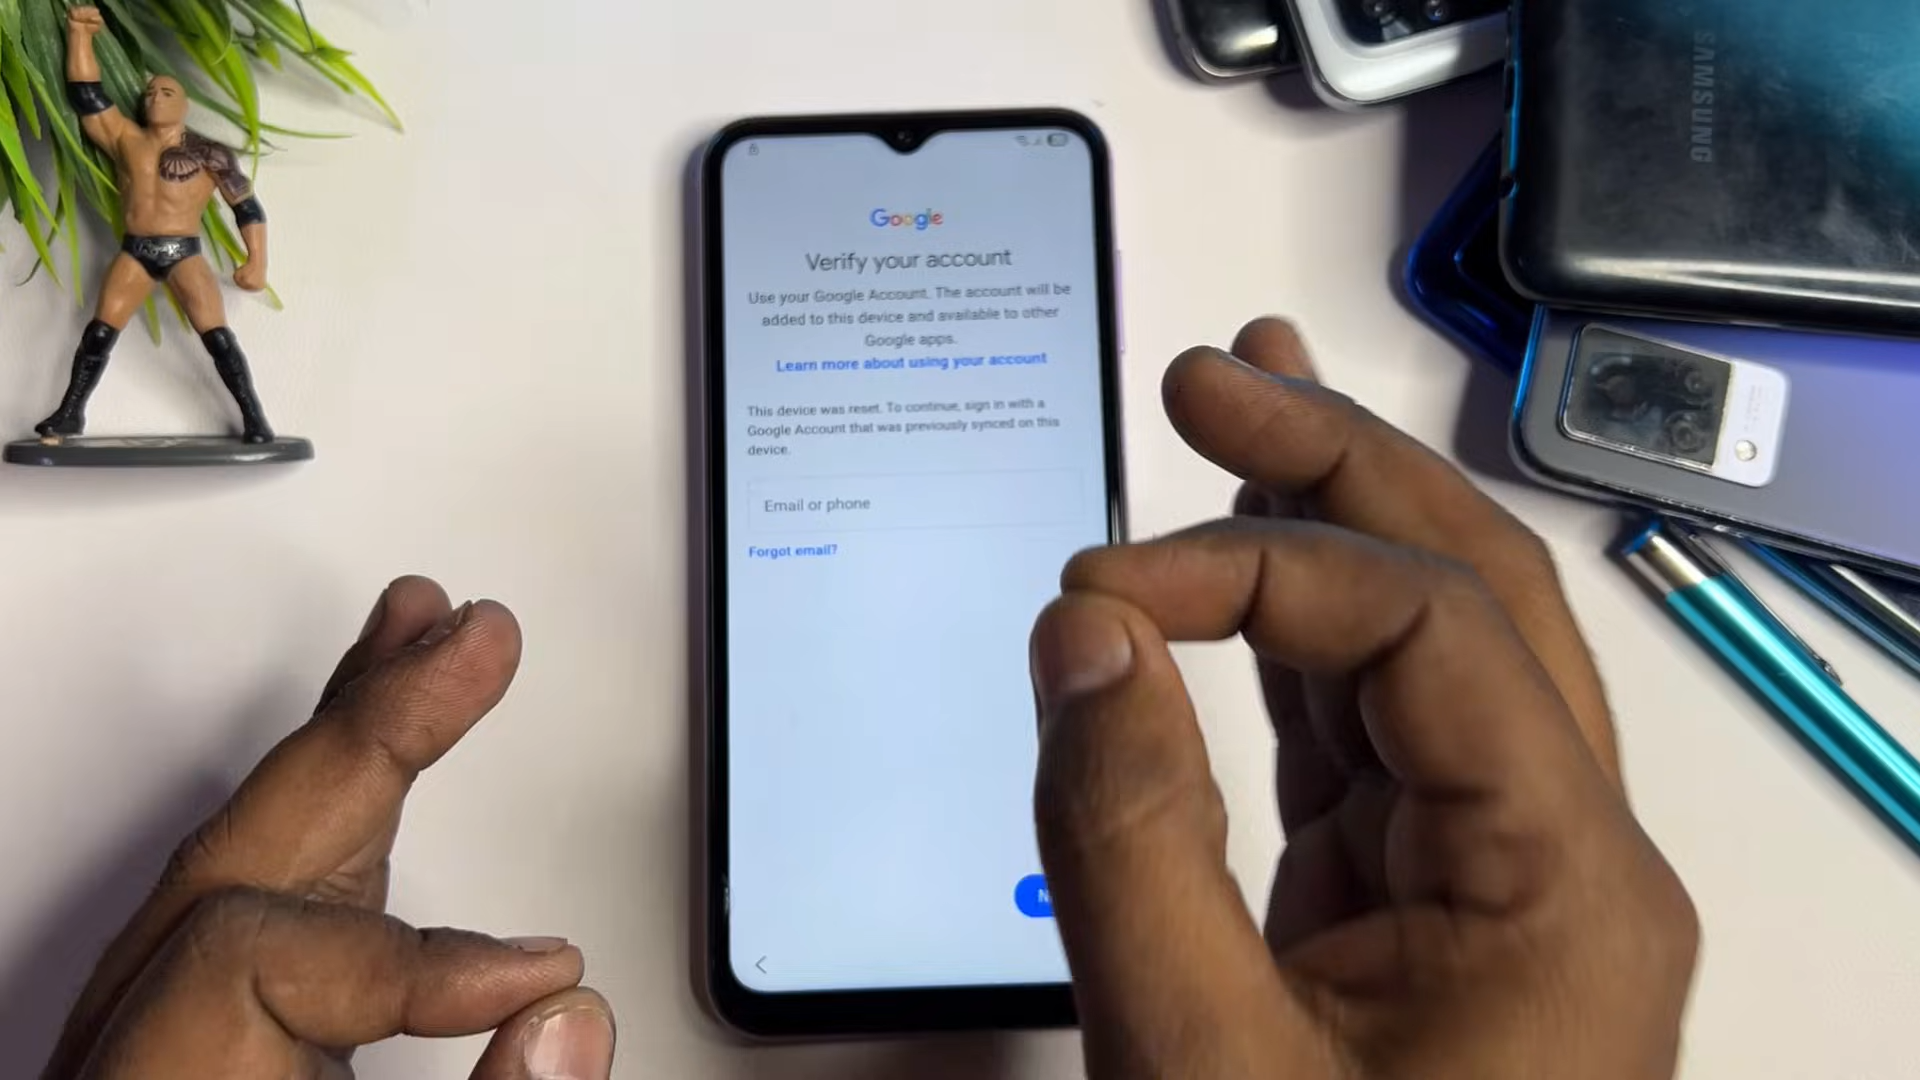 Google
Verify your account
Use your Google Account. The account will be
added to this device and available to other
Google apps.
Learn more about using your account
This device was reset. To continue, sign in with a
Google Account that was previously synced on this
device.
Email or phone
Forgot email?
SAMSUNG